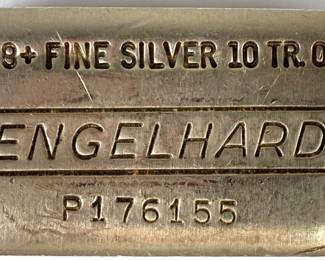 9+ FINE SILVER 10 TR. O
ENGELHARD
P176155